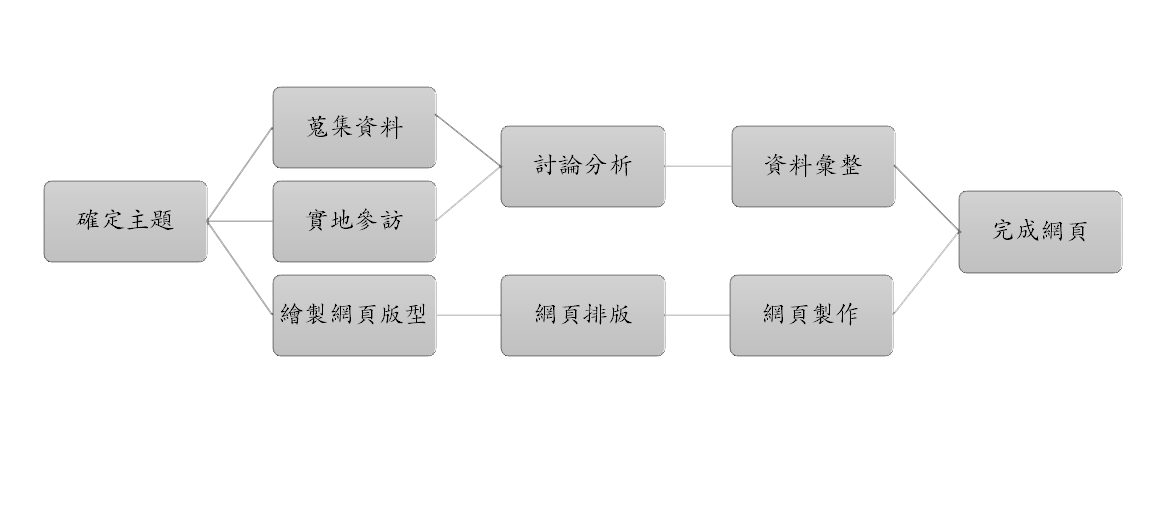 確定主題
蒐集資料
實地參訪
繪製網頁版型
討論分析
網頁排版
資料彙整
網頁製作
完成網頁